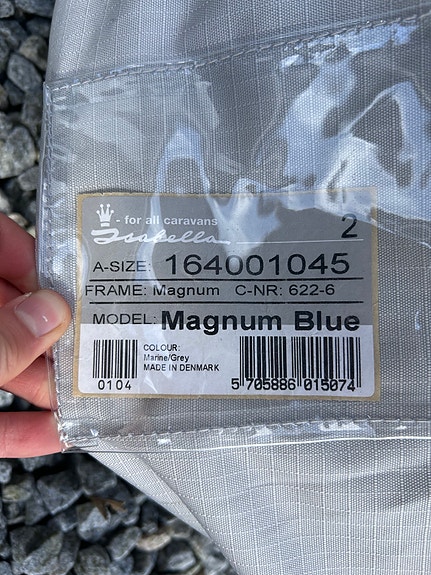 - for all caravans
Isabella 2
A-SIZE: 164001045
FRAME: Magnum C-NR: 622-6
MODEL: Magnum Blue
COLOUR:
Marine/Grey
MADE IN DENMARK
0104
5 705886 015074